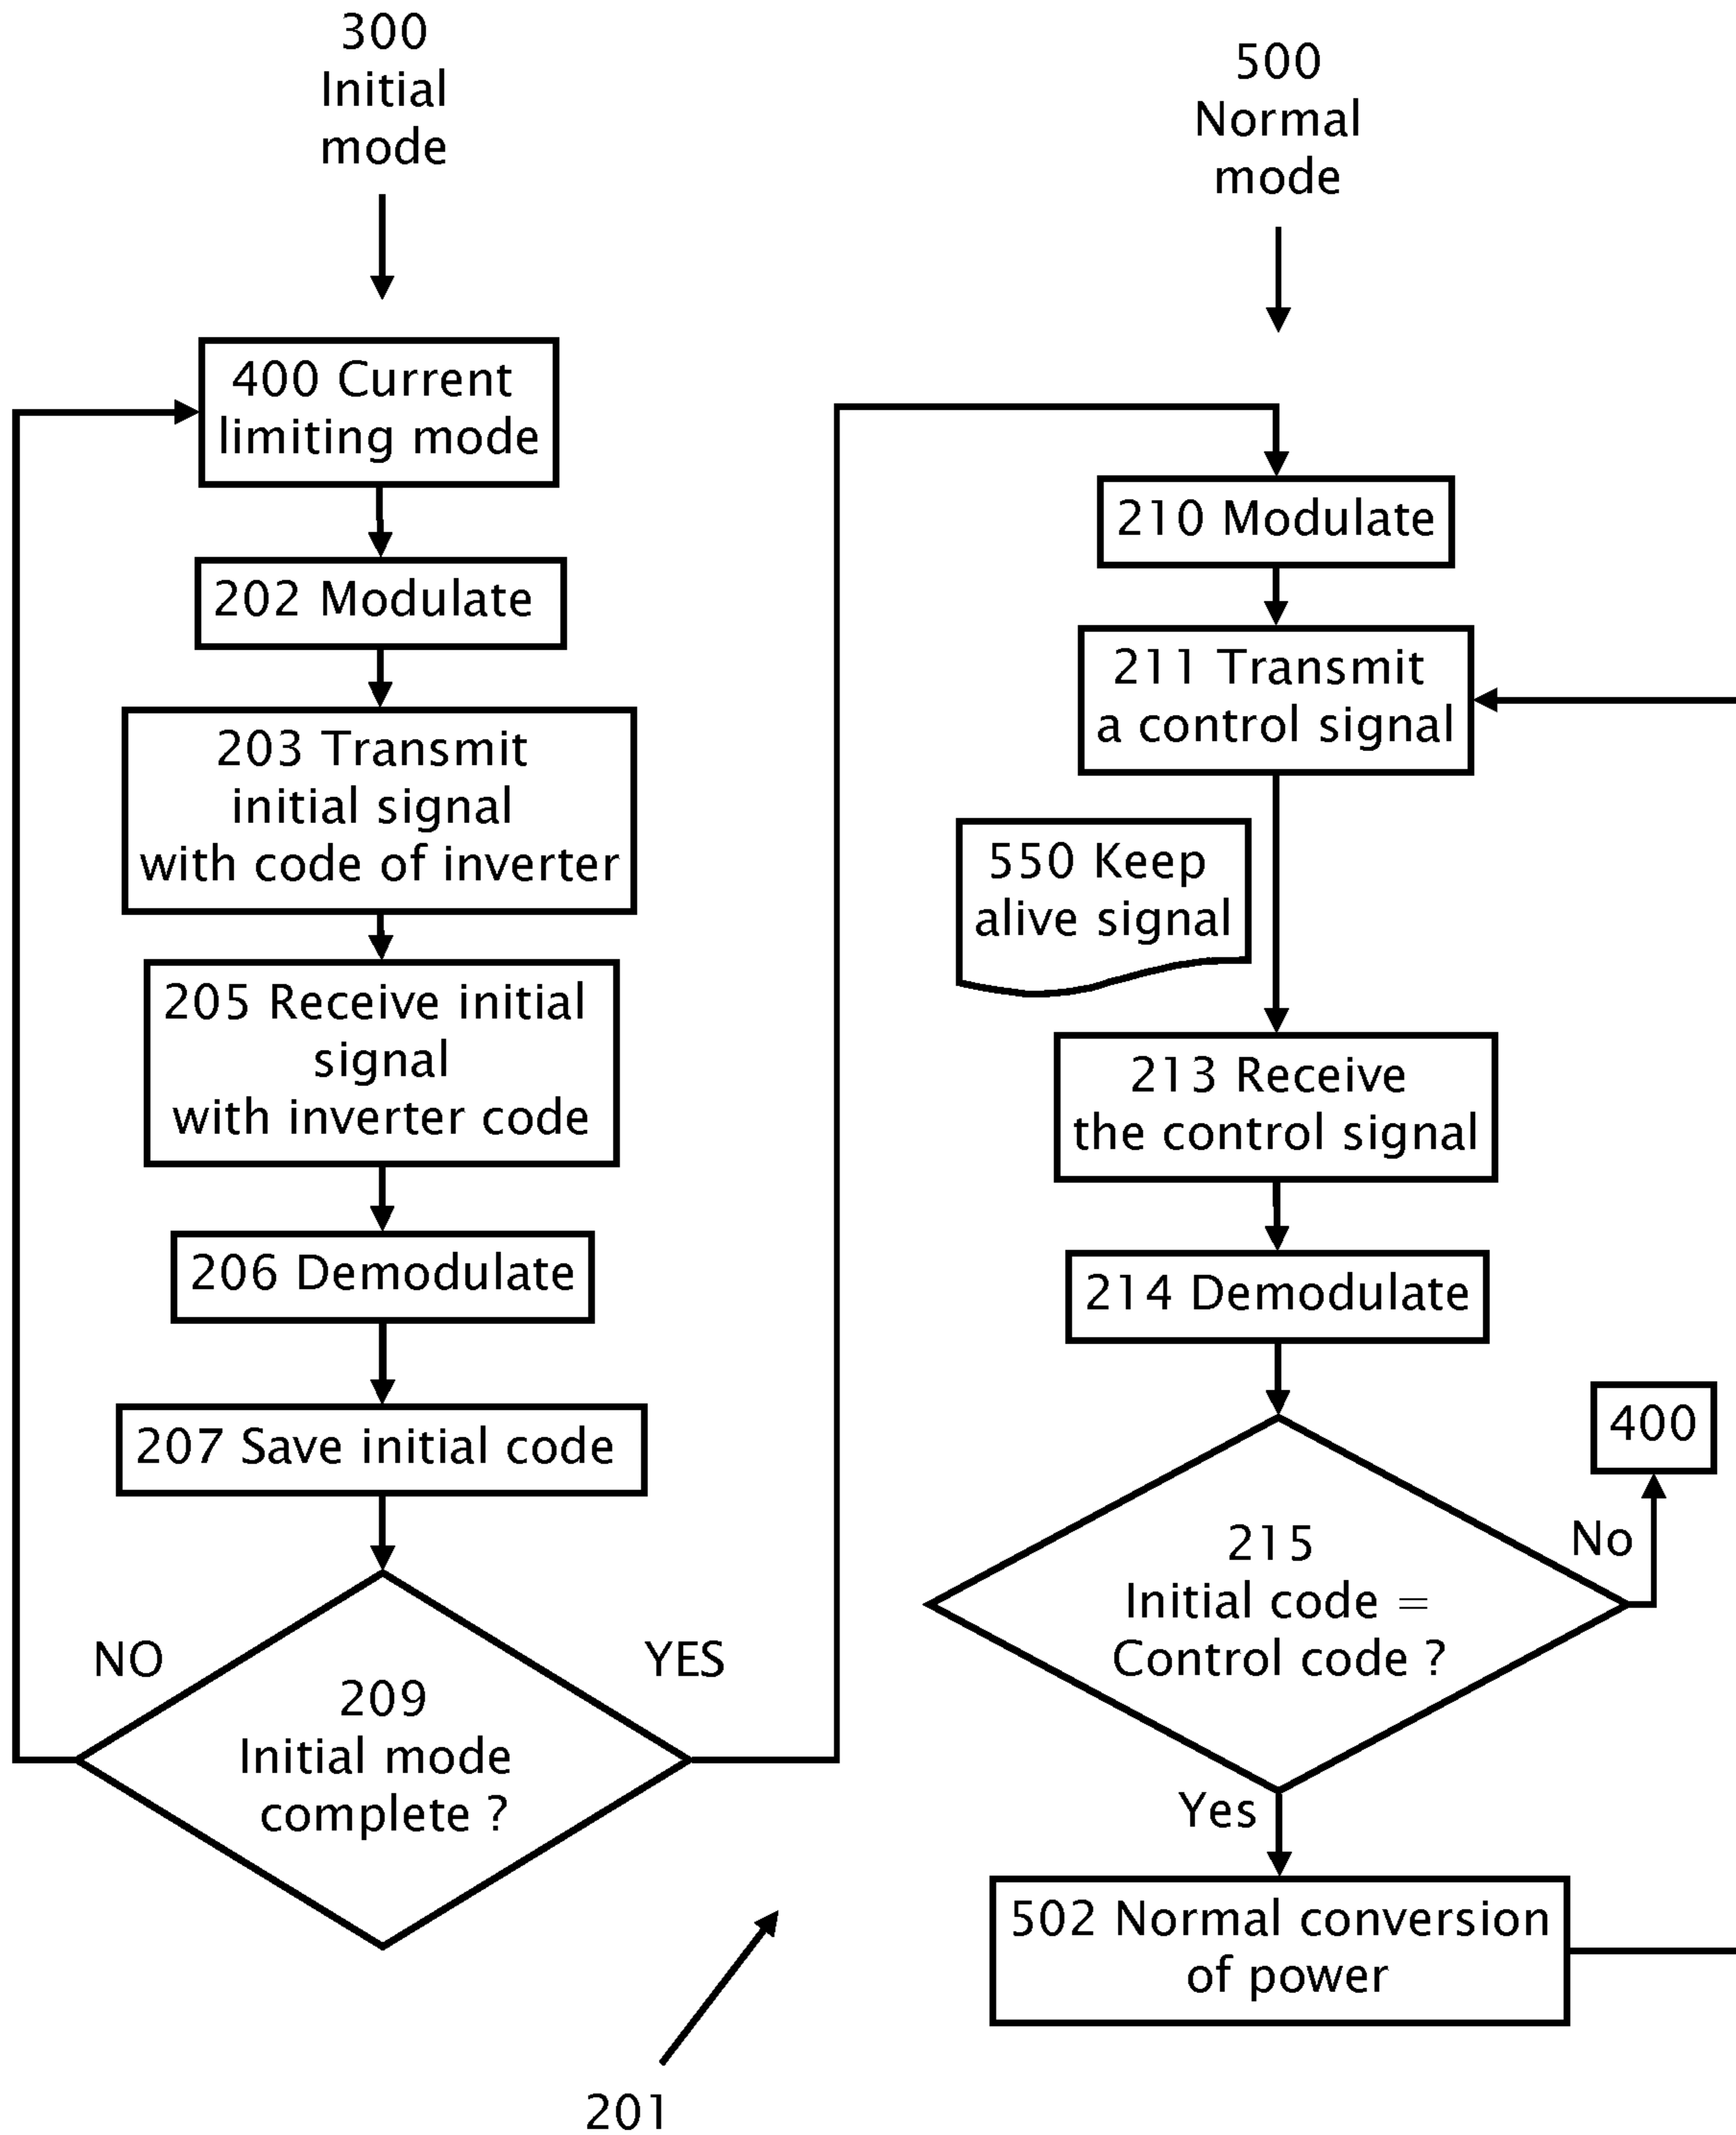 300
Initial
mode
400 Current
limiting mode
202 Modulate
203 Transmit
initial signal
with code of inverter
205 Receive initial
signal
with inverter code
206 Demodulate
207 Save initial code
NO
YES
209
Initial mode
complete ?
201
500
Normal
mode
210 Modulate
211 Transmit
a control signal
550 Keep
alive signal
213 Receive
the control signal
214 Demodulate
400
No
215
Initial code =
Control code ?
Yes
502 Normal conversion
of power